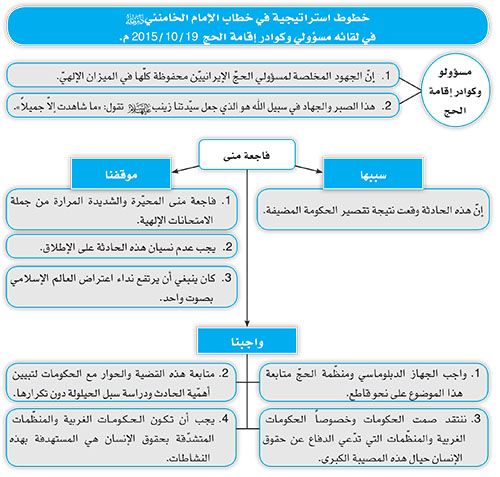 خطوط استراتيجية في خطاب الإمام الخامنئي
في لقائه مسؤولي وكوادر إقامة الحج 19/ 10/ 2015 م.
مسؤولو
وكوادر إقامة
الحج
1. إنّ الجهود المخلصة لمسؤولي الحجّ الإيرانيّين محفوظة كلّها في الميزان الإلهيّ.
2. هذا الصبر والجهاد في سبيل الله هو الذي جعل سيّدتنا زينب تقول: «ما شاهدت إلاّ جميلاً».
فاجعة منى
سببها
إنّ هذه الحادثة وقعت نتيجة تقصير الحكومة المضيفة.
موقفنا
1. فاجعة منى المحيّرة والشديدة المرارة من جملة
الامتحانات الإلهية.
2. يجب عدم نسيان هذه الحادثة على الإطلاق.
3. كان ينبغي أن يرتفع نداء اعتراض العالم الإسلامي
بصوت واحد.
واجبنا
1. واجب الجهاز الدبلوماسي ومنظّمة الحجّ متابعة
هذا الموضوع على نحو قاطع.
2. متابعة هذه القضية والحوار مع الحكومات لتبيين
أهمّية الحادث ودراسة سبل الحيلولة دون تكرارها.
3. ننتقد صمت الحكومات وخصوصاً الحكومات
الغربية والمنظّمات التي تدّعي الدفاع عن حقوق
الإنسان حيال هذه المصيبة الكبرى.
4. يجب أن تكون الحكومات الغربية والمنظّمات
المتشدّقة بحقوق الإنسان هي المستهدفة بهذه
النشاطات.